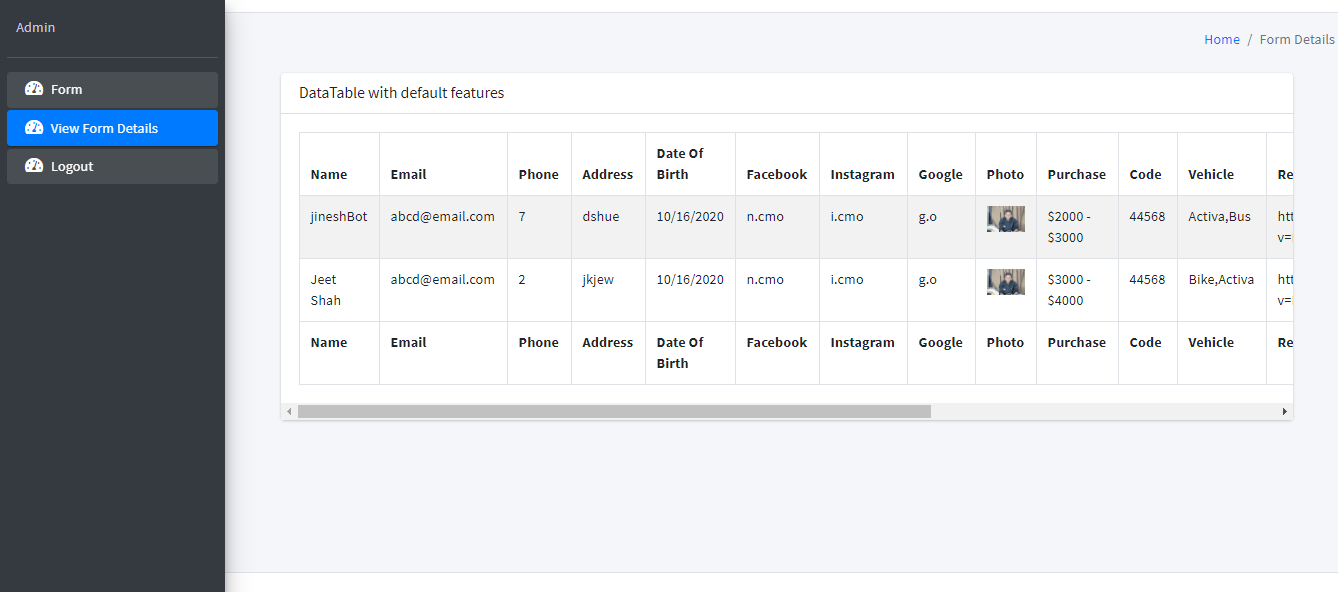 Admin
Home / Form Details
Form
View Form Details
Logout
DataTable with default features
Name Email Phone Address Date Of Birth Facebook Instagram Google Photo Purchase Code Vehicle Re
jineshBot abcd@email.com 7 dshue 10/16/2020 n.cmo i.cmo g.o $2000 - $3000 44568 Activa,Bus htt v=
Jeet Shah abcd@email.com 2 jkjew 10/16/2020 n.cmo i.cmo g.o $3000 - $4000 44568 Bike,Activa htt v=
Name Email Phone Address Date Of Birth Facebook Instagram Google Photo Purchase Code Vehicle Re